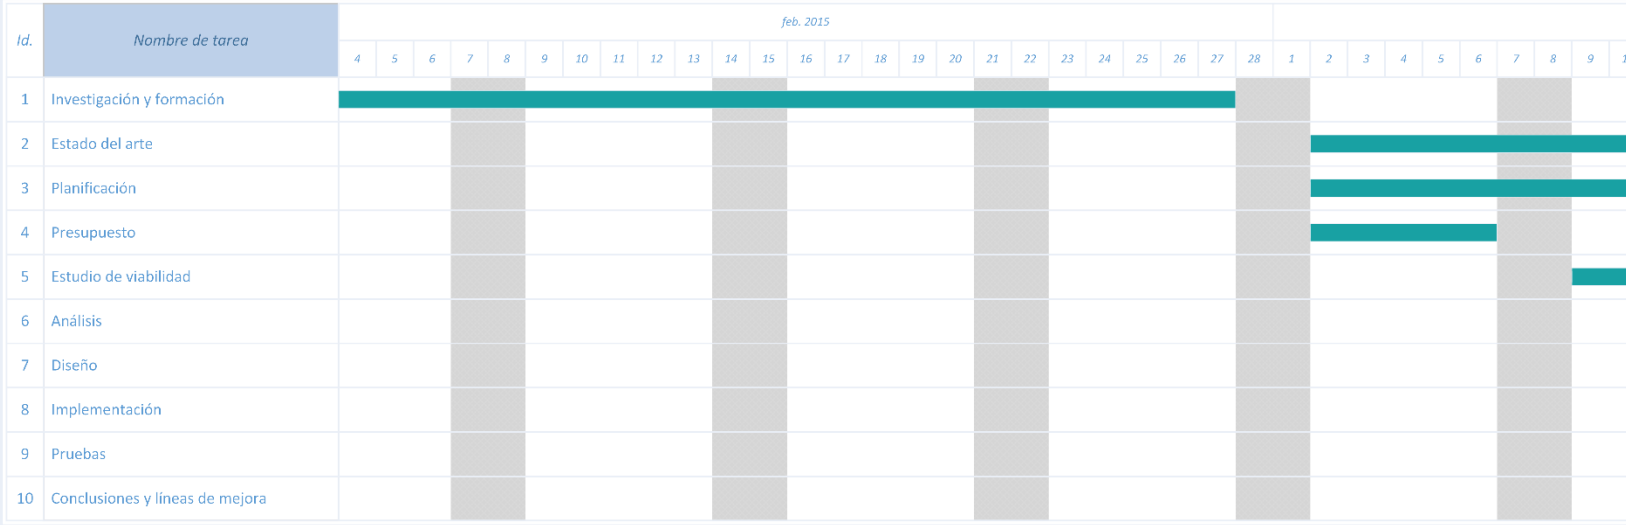 feb. 2015
Id. Nombre de tarea
4 5 6 7 8 9 10 11 12 13 14 15 16 17 18 19 20 21 22 23 24 25 26 27 28 1 2 3 4 5 6 7 8 9
1 Investigación y formación
2 Estado del arte
3 Planificación
4 Presupuesto
5 Estudio de viabilidad
6 Análisis
7 Diseño
8 Implementación
9 Pruebas
10 Conclusiones y líneas de mejora